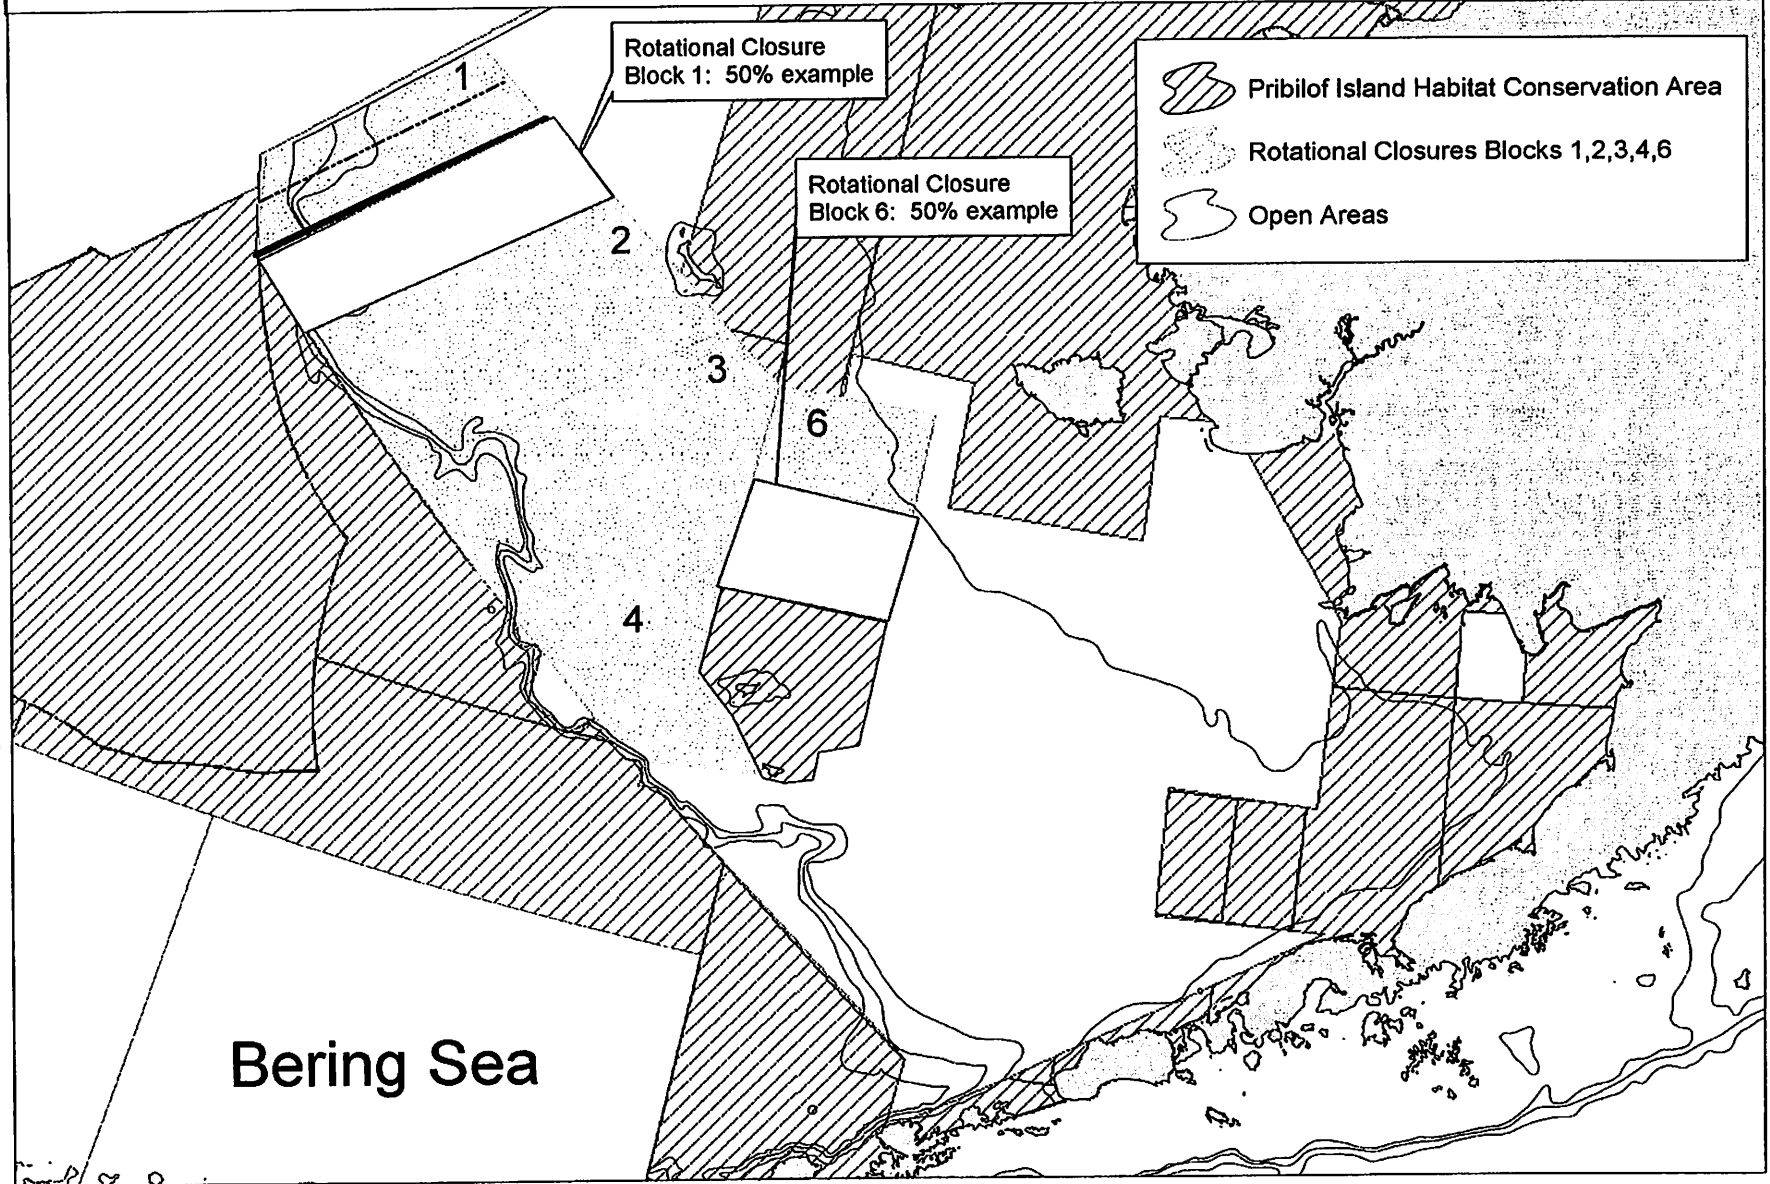 Rotational Closure
Block 1: 50% example
Pribilof Island Habitat Conservation Area
Rotational Closures Blocks 1,2,3,4,6
Open Areas
Rotational Closure
Block 6: 50% example
1
2
3
6
4
Bering Sea